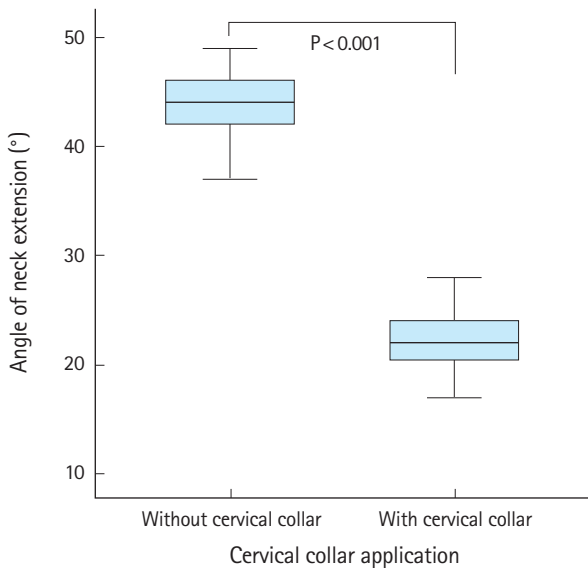 50
P<0.001
40
30
20
10
Angle of neck extension (°)
Without cervical collar
With cervical collar
Cervical collar application